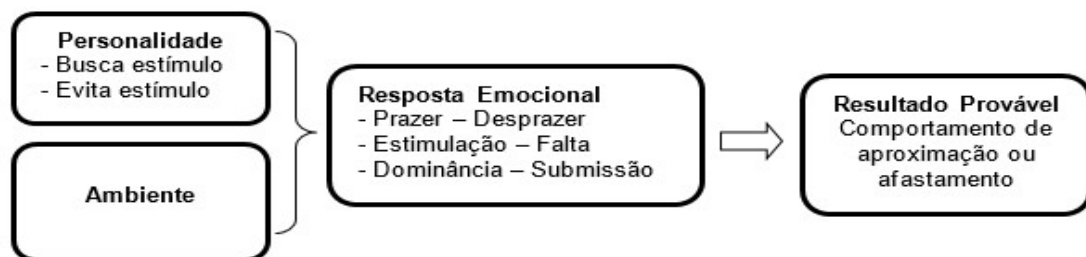 Personalidade
- Busca estímulo
- Evita estímulo
Ambiente
Resposta Emocional
- Prazer – Desprazer
- Estimulação – Falta
- Dominância – Submissão
Resultado Provável
Comportamento de
aproximação ou
afastamento